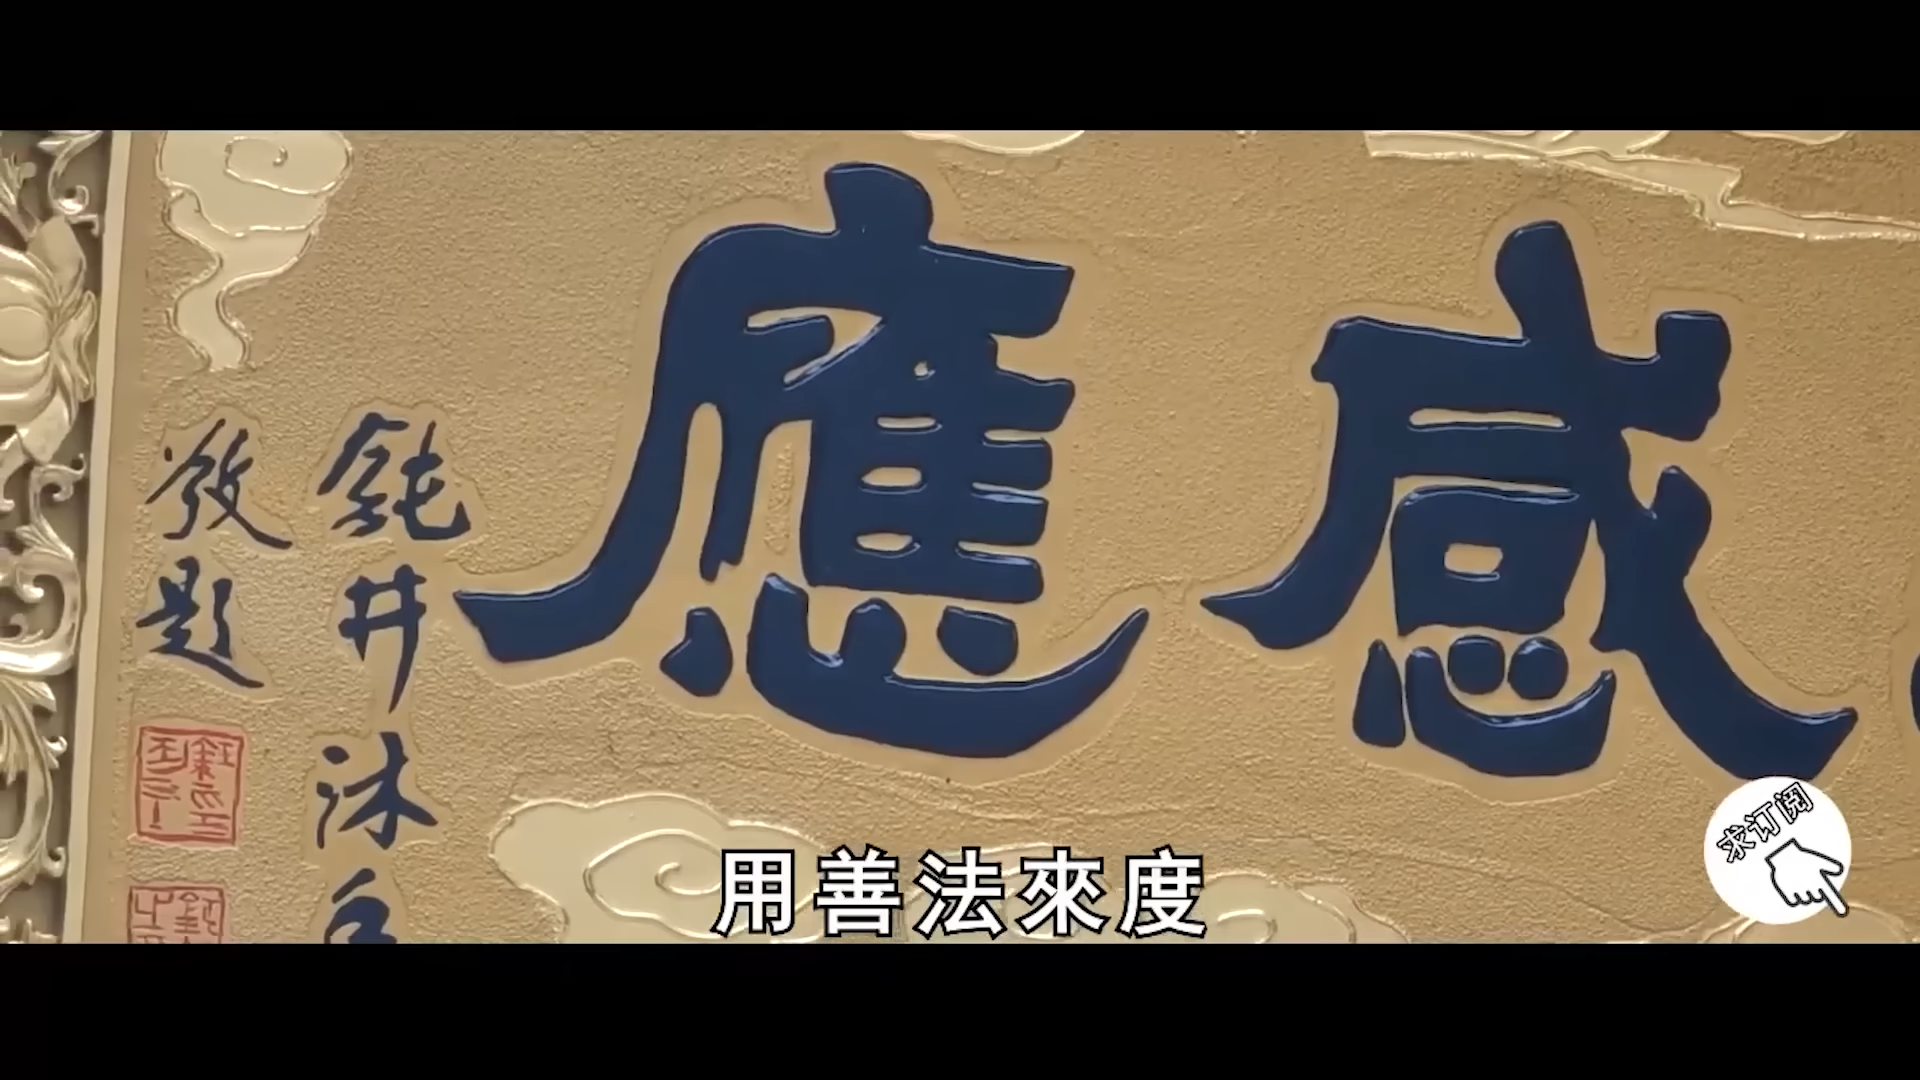 感應
鈍井沐
敬題
用善法來度
求订阅